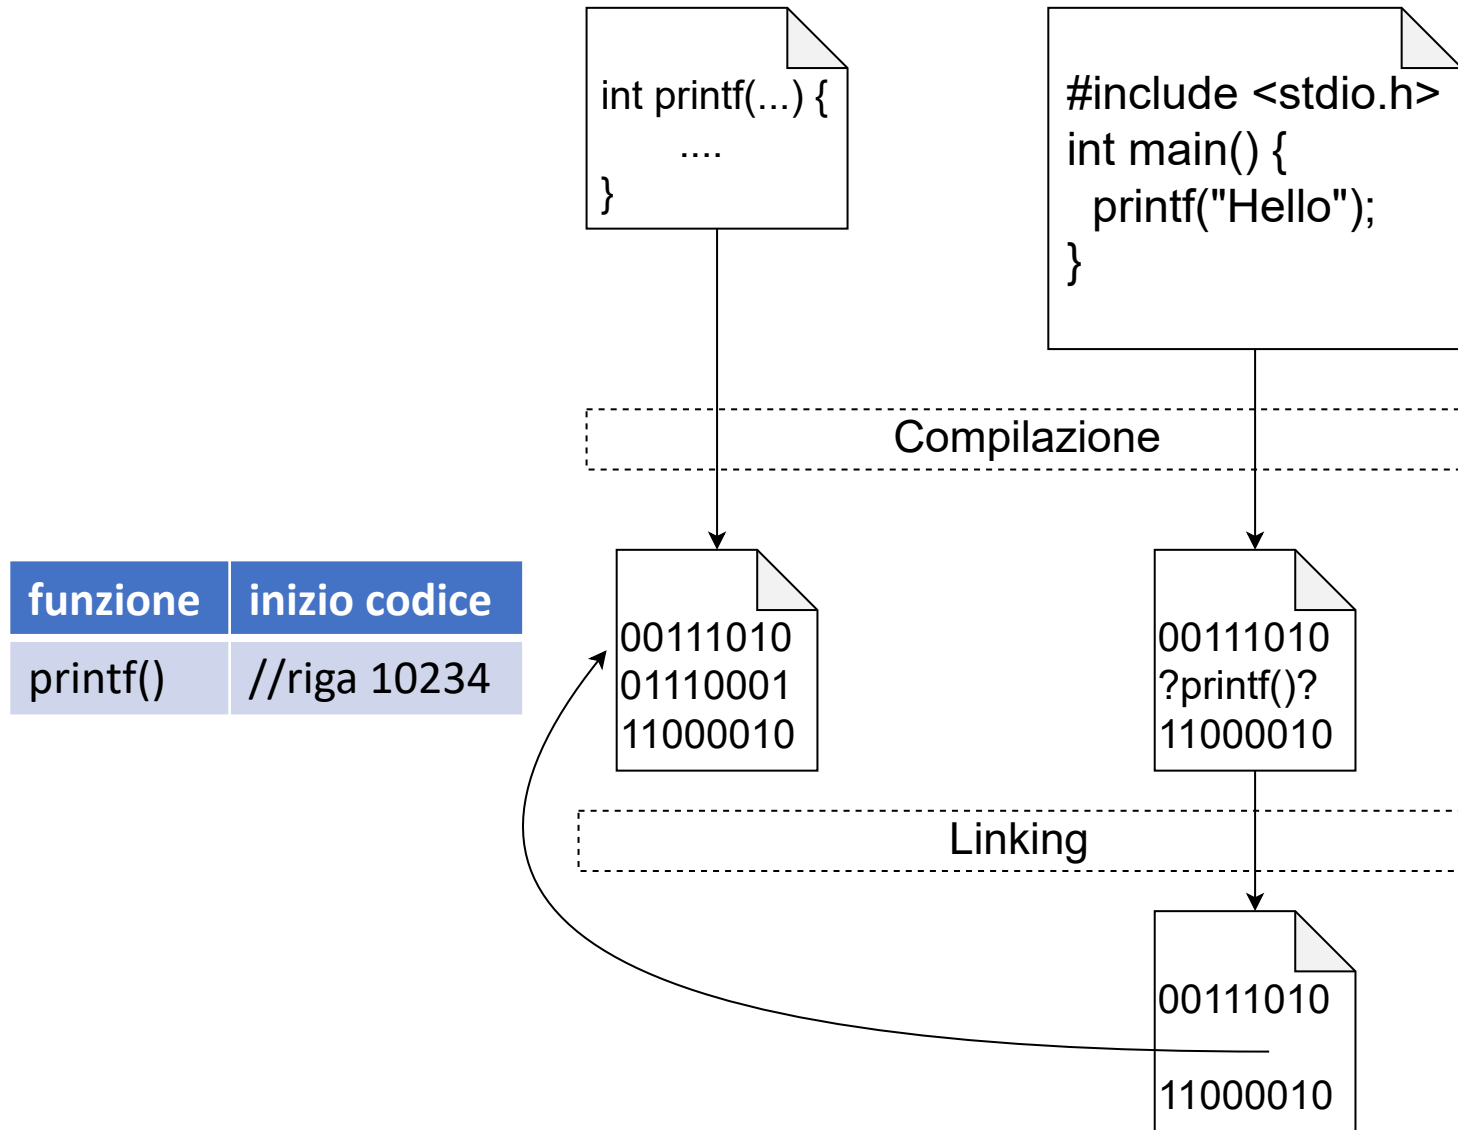 int printf(...) {
....
}
#include <stdio.h>
int main() {
printf("Hello");
}
Compilazione
funzione inizio codice
printf() //riga 10234
00111010
01110001
11000010
00111010
?printf()?
11000010
Linking
00111010
11000010